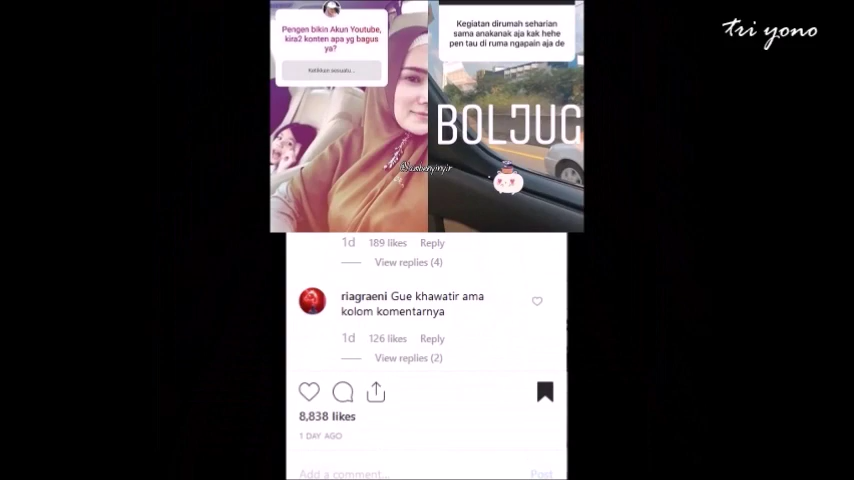 tri yono
Pengen bikin Akun Youtube,
kira2 konten apa yg bagus
ya?
Ketikkan sesuatu...
Kegiatan dirumah seharian
sama anakanak aja kak hehe
pen tau di ruma ngapain aja de
BOLJUG
1d 189 likes Reply
View replies (4)
riagraeni Gue khawatir ama
kolom komentarnya
1d 126 likes Reply
View replies (2)
8,838 likes
1 DAY AGO
Add a comment...
Post